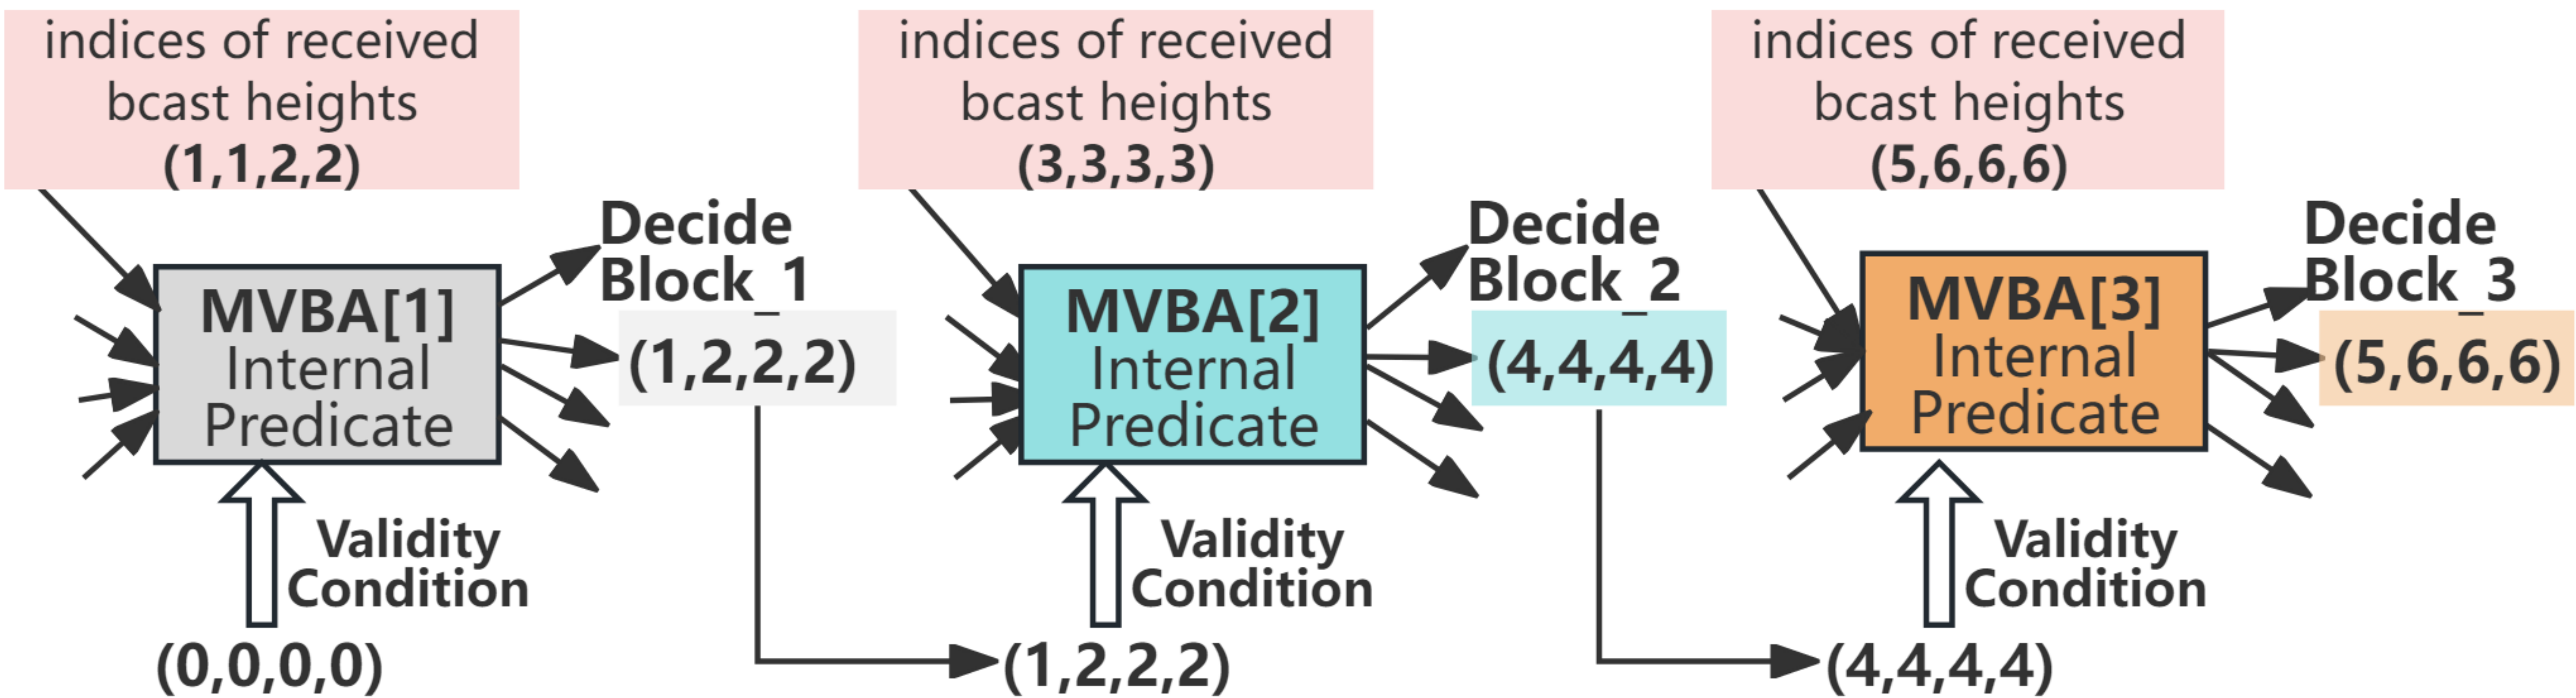 indices of received
bcast heights
(1,1,2,2)
Decide
Block_1
MVBA[1]
Internal
Predicate
(1,2,2,2)
Validity
Condition
(0,0,0,0)
indices of received
bcast heights
(3,3,3,3)
Decide
Block_2
MVBA[2]
Internal
Predicate
(4,4,4,4)
Validity
Condition
(1,2,2,2)
indices of received
bcast heights
(5,6,6,6)
Decide
Block_3
MVBA[3]
Internal
Predicate
(5,6,6,6)
Validity
Condition
(4,4,4,4)